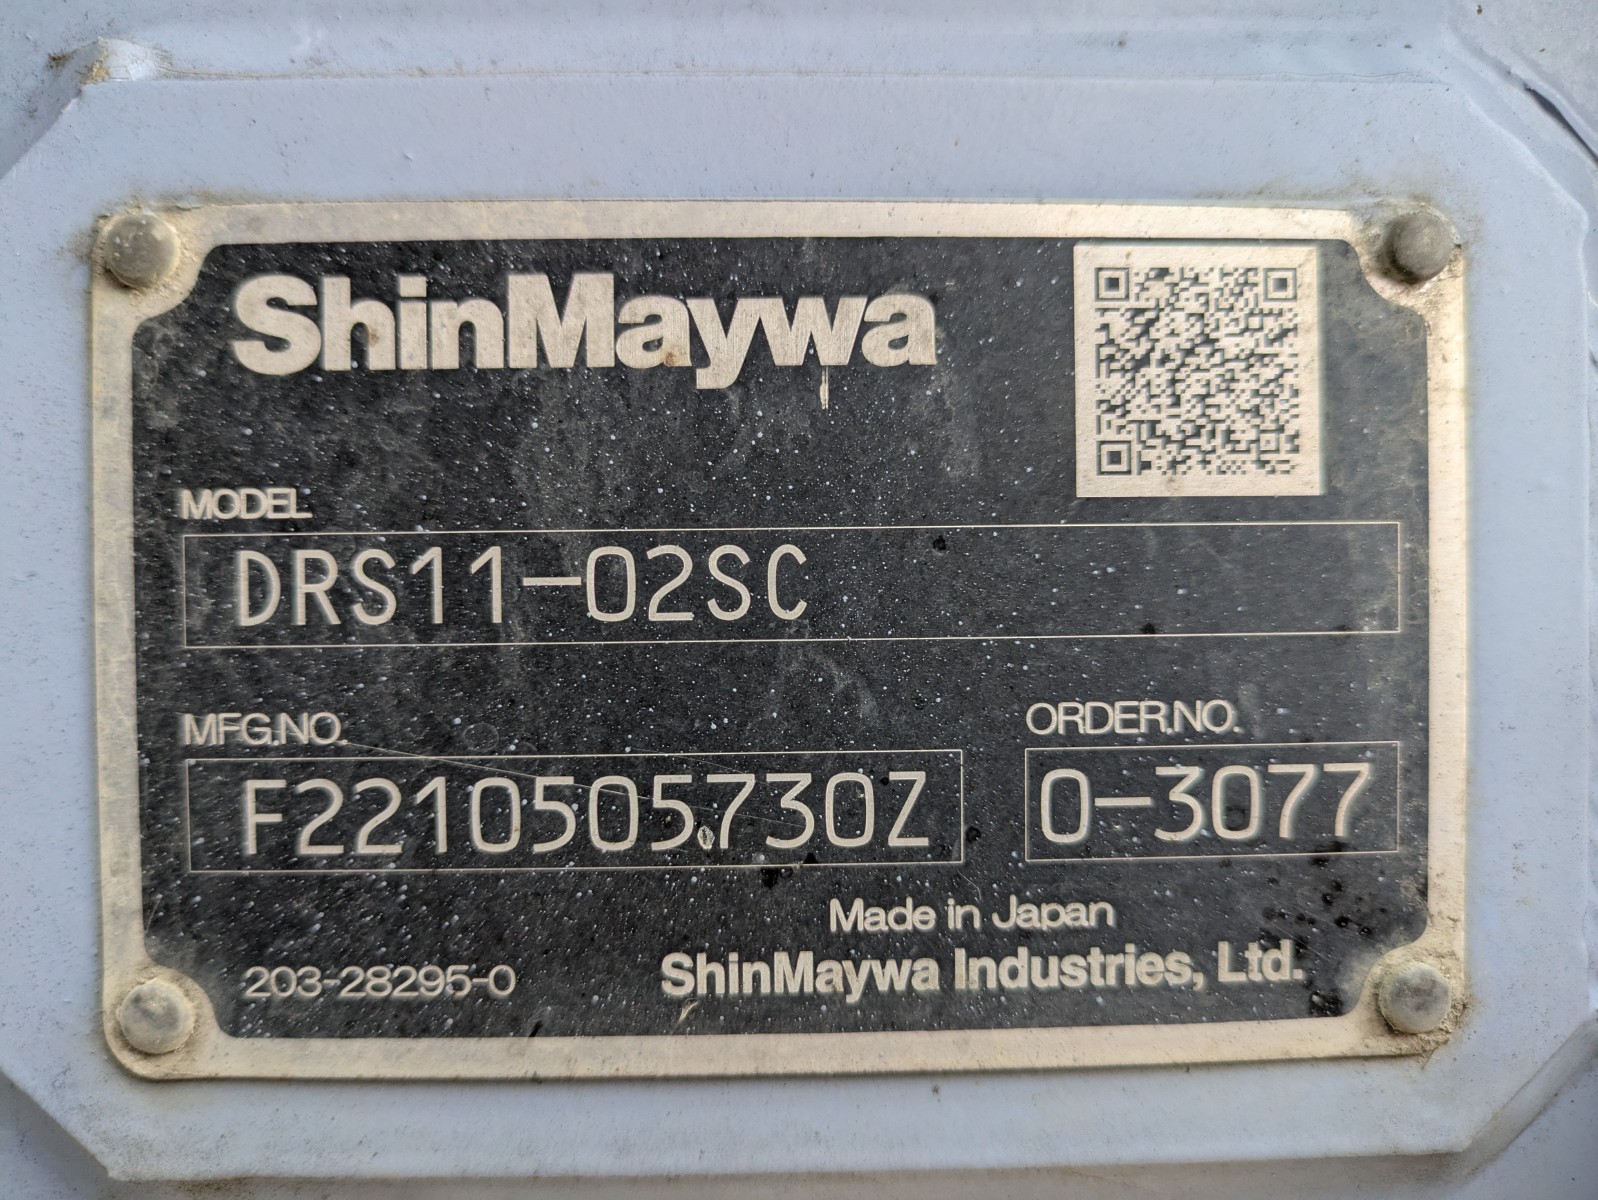 ShinMaywa
MODEL
DRS11-02SC
MFG.NO. ORDER.NO.
F2210505730Z 0-3077
Made in Japan
203-28295-0 ShinMaywa Industries, Ltd.